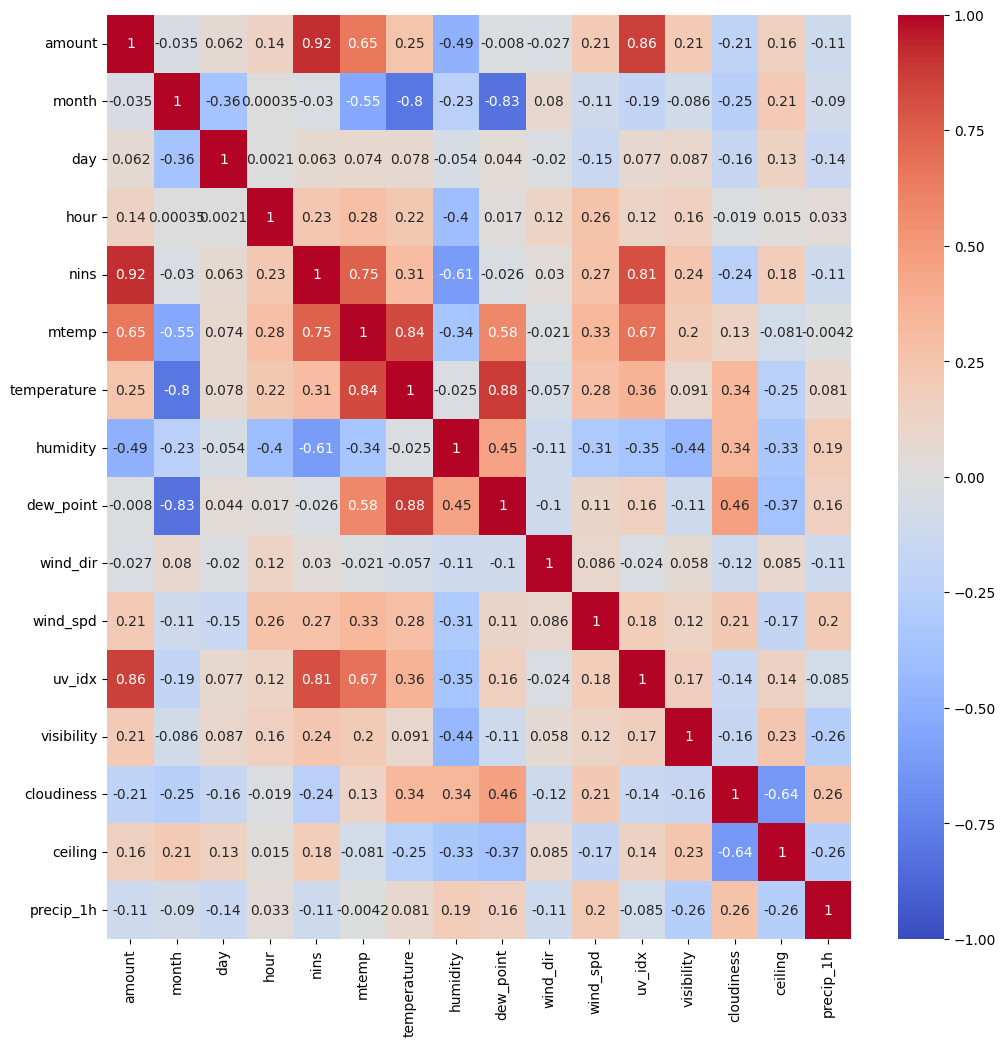 amount 1 -0.035 0.062 0.14 0.92 0.65 0.25 -0.49 -0.008 -0.027 0.21 0.86 0.21 -0.21 0.16 -0.11
month -0.035 1 -0.36 0.00035 -0.03 -0.55 -0.8 -0.23 -0.83 0.08 -0.11 -0.19 -0.086 -0.25 0.21 -0.09
day 0.062 -0.36 1 0.0021 0.063 0.074 0.078 -0.054 0.044 -0.02 -0.15 0.077 0.087 -0.16 0.13 -0.14
hour 0.14 0.00035 0.0021 1 0.23 0.28 0.22 -0.4 0.017 0.12 0.26 0.12 0.16 -0.019 0.015 0.033
nins 0.92 -0.03 0.063 0.23 1 0.75 0.31 -0.61 -0.026 0.03 0.27 0.81 0.24 -0.24 0.18 -0.11
mtemp 0.65 -0.55 0.074 0.28 0.75 1 0.84 -0.34 0.58 -0.021 0.33 0.67 0.2 0.13 -0.081 -0.0042
temperature 0.25 -0.8 0.078 0.22 0.31 0.84 1 -0.025 0.88 -0.057 0.28 0.36 0.091 0.34 -0.25 0.081
humidity -0.49 -0.23 -0.054 -0.4 -0.61 -0.34 -0.025 1 0.45 -0.11 -0.31 -0.35 -0.44 0.34 -0.33 0.19
dew_point -0.008 -0.83 0.044 0.017 -0.026 0.58 0.88 0.45 1 -0.1 0.11 0.16 -0.11 0.46 -0.37 0.16
wind_dir -0.027 0.08 -0.02 0.12 0.03 -0.021 -0.057 -0.11 -0.1 1 0.086 -0.024 0.058 -0.12 0.085 -0.11
wind_spd 0.21 -0.11 -0.15 0.26 0.27 0.33 0.28 -0.31 0.11 0.086 1 0.18 0.12 0.21 -0.17 0.2
uv_idx 0.86 -0.19 0.077 0.12 0.81 0.67 0.36 -0.35 0.16 -0.024 0.18 1 0.17 -0.14 0.14 -0.085
visibility 0.21 -0.086 0.087 0.16 0.24 0.2 0.091 -0.44 -0.11 0.058 0.12 0.17 1 -0.16 0.23 -0.26
cloudiness -0.21 -0.25 -0.16 -0.019 -0.24 0.13 0.34 0.34 0.46 -0.12 0.21 -0.14 -0.16 1 -0.64 0.26
ceiling 0.16 0.21 0.13 0.015 0.18 -0.081 -0.25 -0.33 -0.37 0.085 -0.17 0.14 0.23 -0.64 1 -0.26
precip_1h -0.11 -0.09 -0.14 0.033 -0.11 -0.0042 0.081 0.19 0.16 -0.11 0.2 -0.085 -0.26 0.26 -0.26 1
amount month day hour nins mtemp temperature humidity dew_point wind_dir wind_spd uv_idx visibility cloudiness ceiling precip_1h
1.00
0.75
0.50
0.25
0.00
−0.25
−0.50
−0.75
−1.00